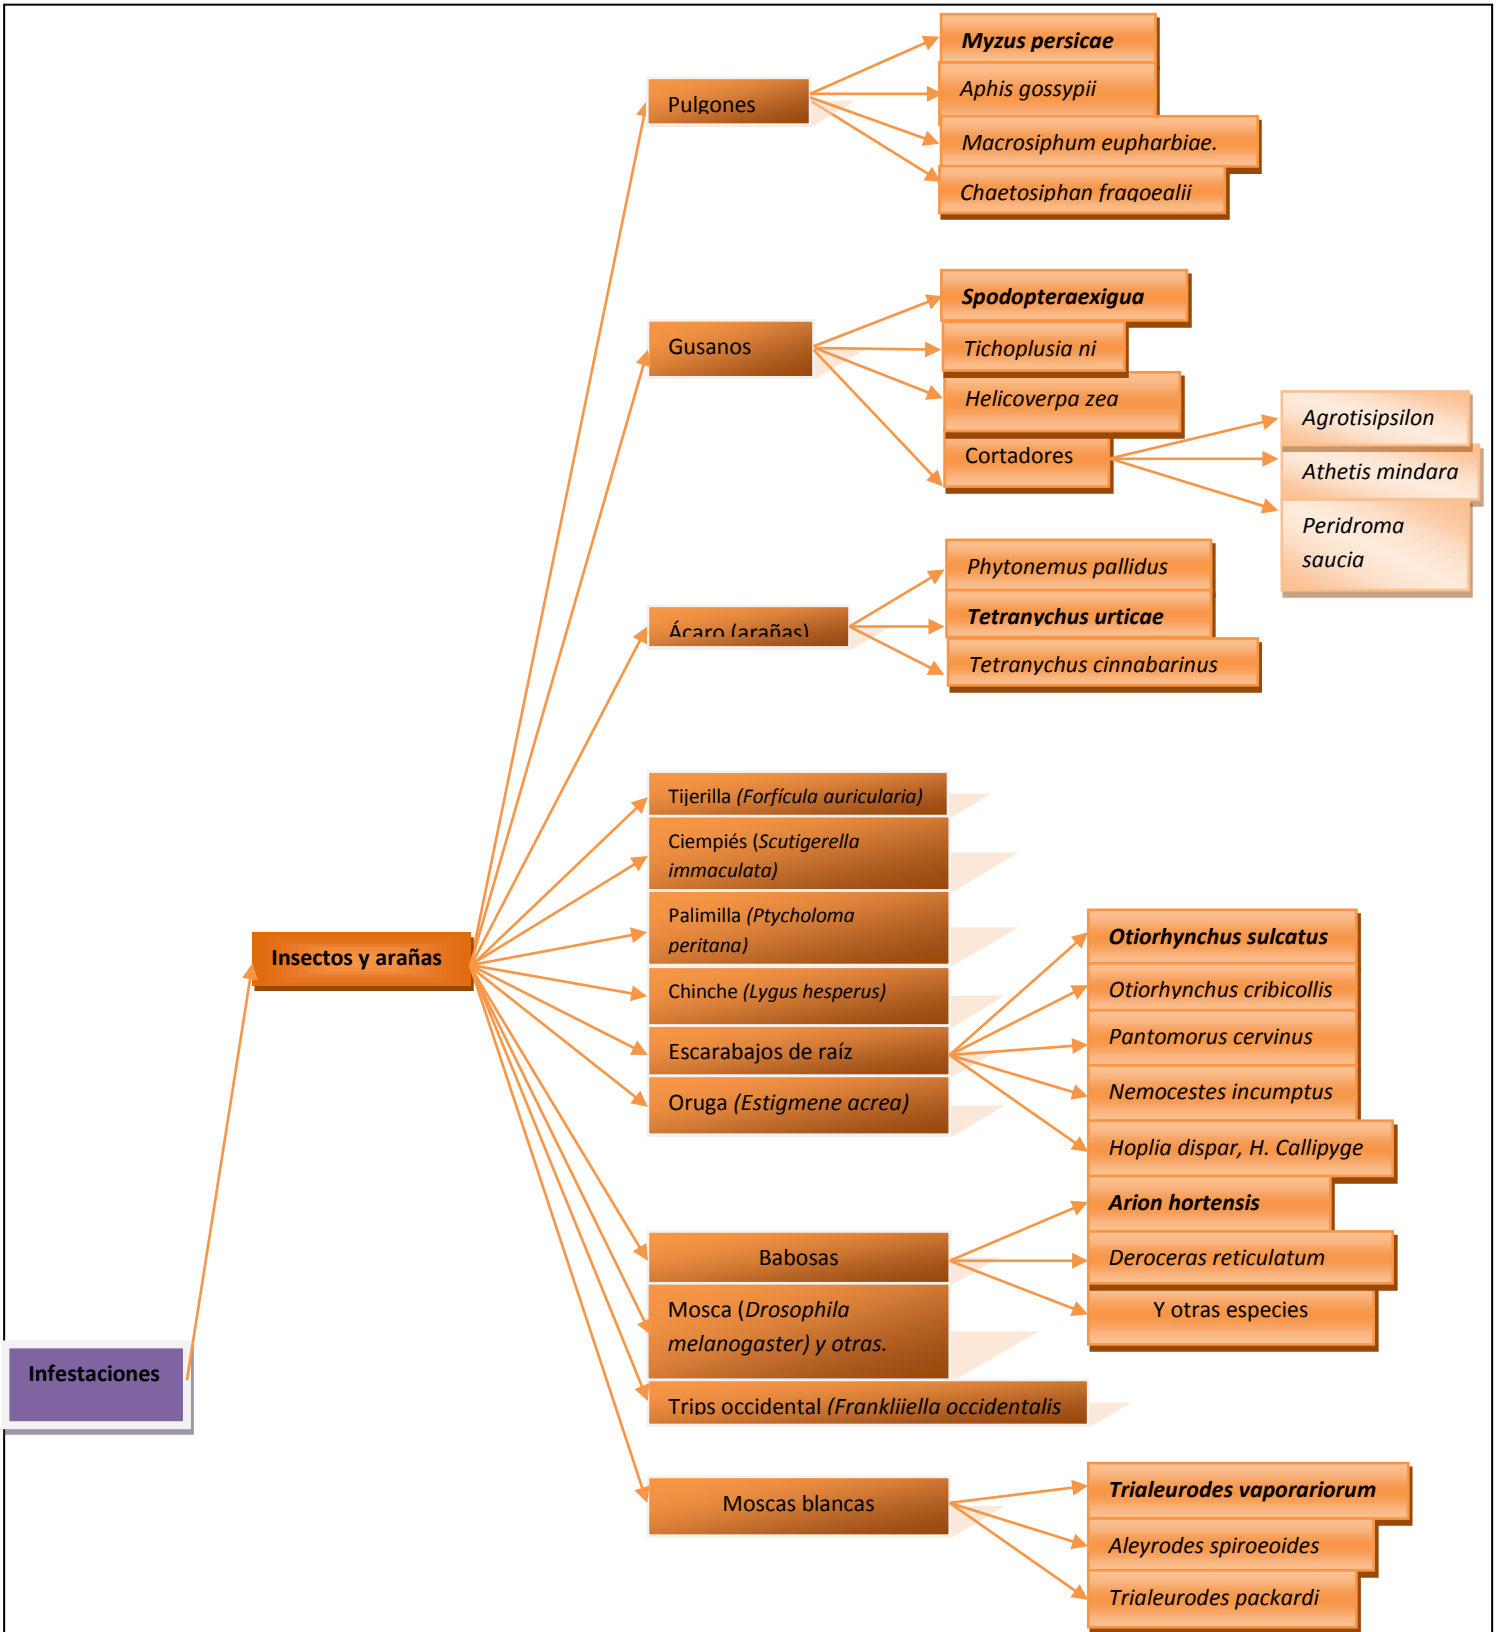 Myzus persicae
Aphis gossypii
Pulgones
Macrosiphum eupharbiae.
Chaetosiphan fragoealii
Spodopteraexigua
Gusanos
Tichoplusia ni
Helicoverpa zea
Cortadores
Agrotisipsilon
Athetis mindara
Peridroma
saucia
Phytonemus pallidus
Ácaro (arañas)
Tetranychus urticae
Tetranychus cinnabarinus
Tijerilla (Forfícula auricularia)
Ciempiés (Scutigerella
immaculata)
Palimilla (Ptycholoma
peritana)
Chinche (Lygus hesperus)
Escarabajos de raíz
Oruga (Estigmene acrea)
Insectos y arañas
Otiorhynchus sulcatus
Otiorhynchus cribicollis
Pantomorus cervinus
Nemocestes incumptus
Hoplia dispar, H. Callipyge
Babosas
Arion hortensis
Deroceras reticulatum
Y otras especies
Mosca (Drosophila
melanogaster) y otras.
Trips occidental (Frankliiella occidentalis
Infestaciones
Moscas blancas
Trialeurodes vaporariorum
Aleyrodes spiroeoides
Trialeurodes packardi